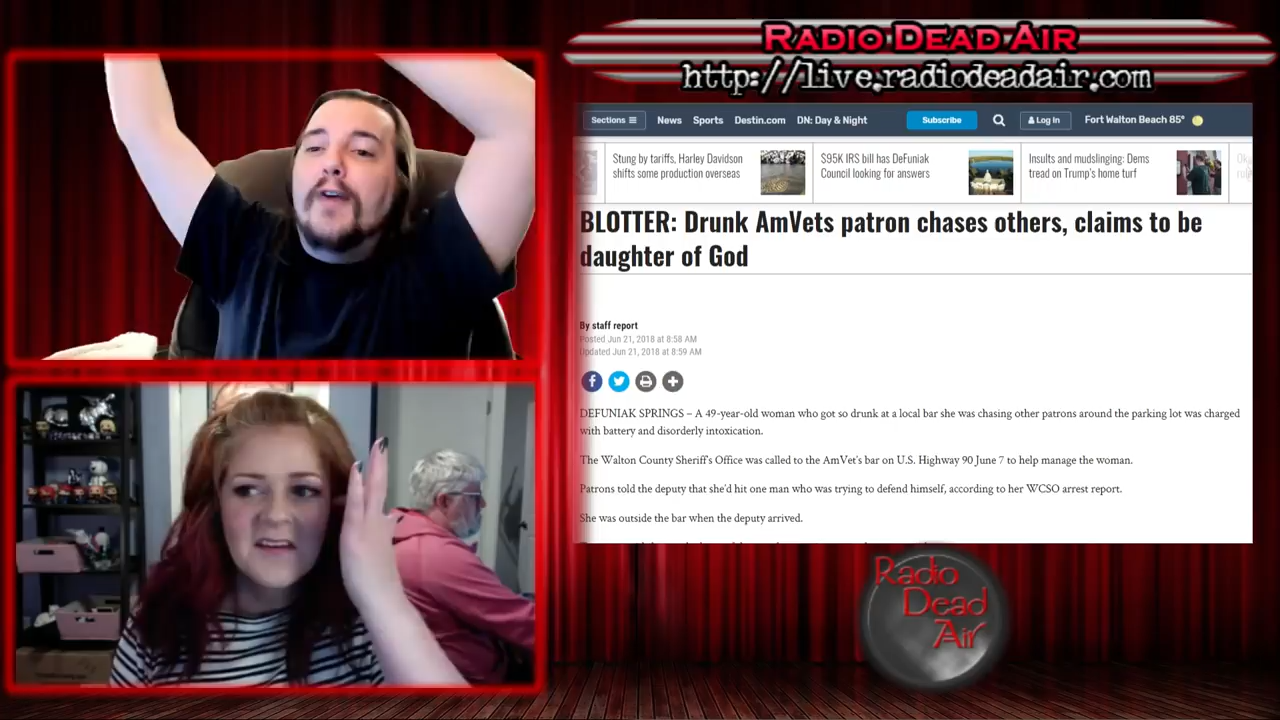 RADIO DEAD AIR
http://live.radiodeadair.com
Sections News Sports Destin.com DN: Day & Night Subscribe Log In Fort Walton Beach 85°
Stung by tariffs, Harley Davidson
shifts some production overseas
$95K IRS bill has DeFuniak
Council looking for answers
Insults and mudslinging: Dems
tread on Trump's home turf
BLOTTER: Drunk AmVets patron chases others, claims to be
daughter of God
By staff report
Posted Jun 21, 2018 at 8:58 AM
Updated Jun 21, 2018 at 8:59 AM
DEFUNIAK SPRINGS – A 49-year-old woman who got so drunk at a local bar she was chasing other patrons around the parking lot was charged
with battery and disorderly intoxication.
The Walton County Sheriff's Office was called to the AmVet's bar on U.S. Highway 90 June 7 to help manage the woman.
Patrons told the deputy that she'd hit one man who was trying to defend himself, according to her WCSO arrest report.
She was outside the bar when the deputy arrived.
Radio
Dead
Air